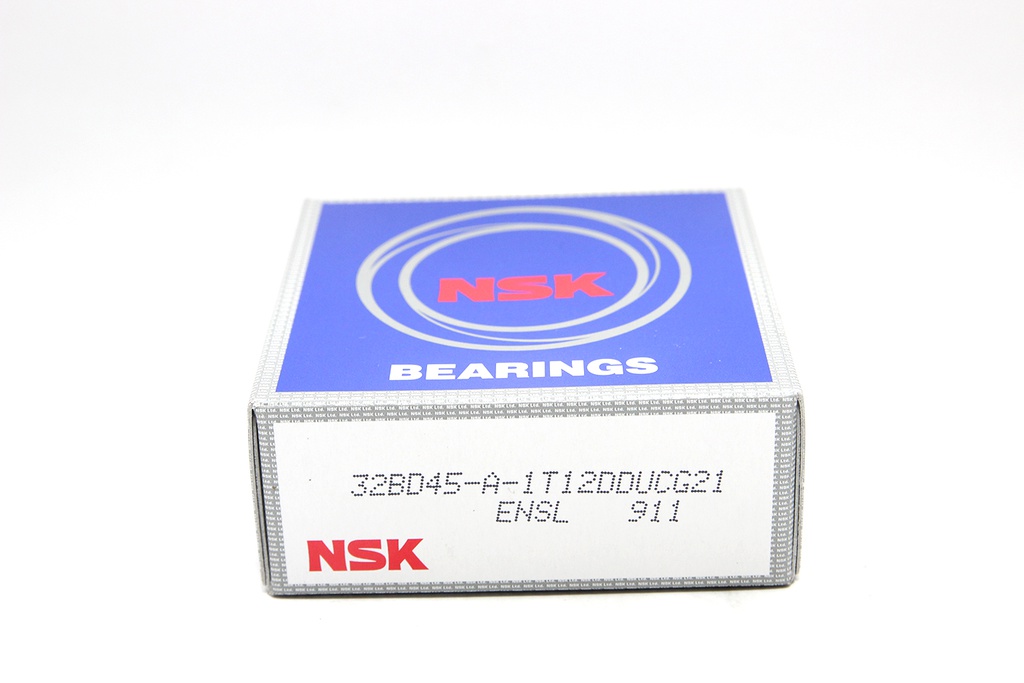 NSK
BEARINGS
32BD45-A-1T12DDUCG21
ENSL 911
NSK